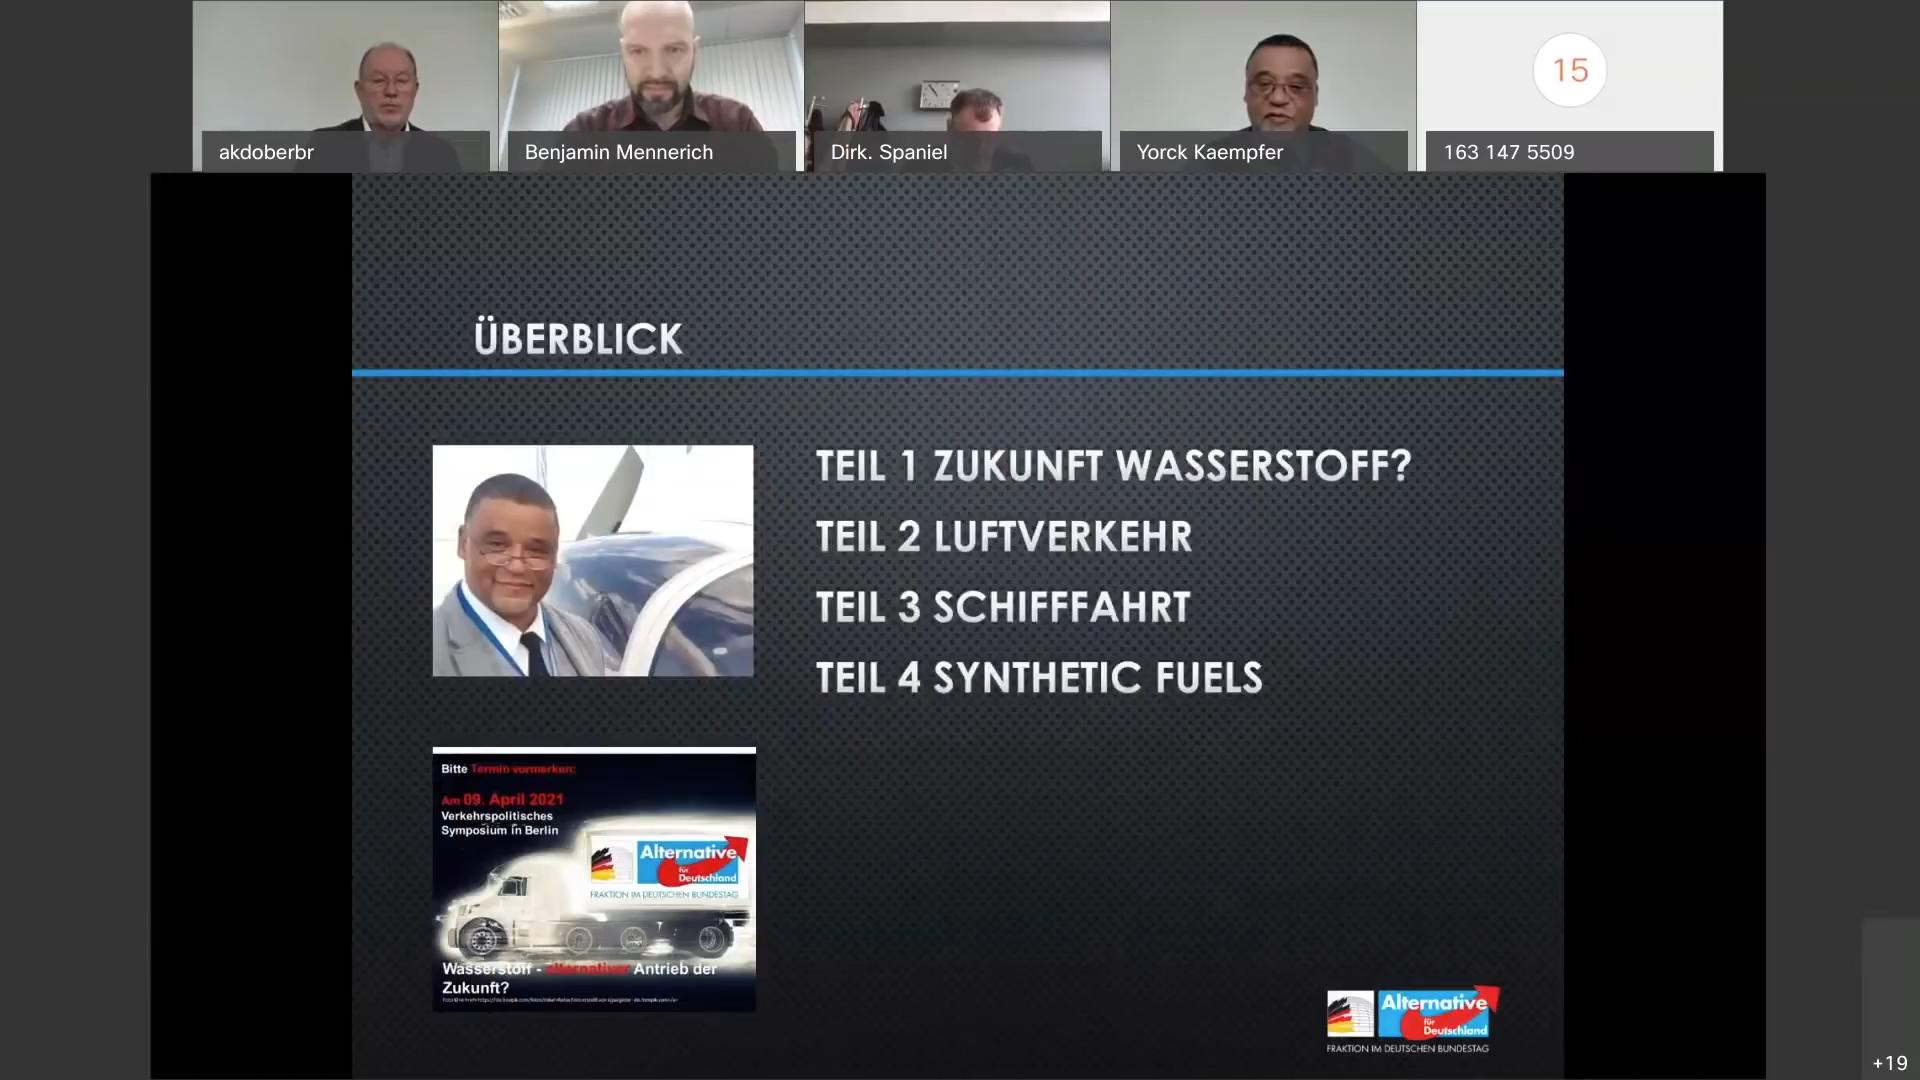 15
akdoberbr
Benjamin Mennerich
Dirk. Spaniel
Yorck Kaempfer
163 147 5509
ÜBERBLICK
TEIL 1 ZUKUNFT WASSERSTOFF?
TEIL 2 LUFTVERKEHR
TEIL 3 SCHIFFFAHRT
TEIL 4 SYNTHETIC FUELS
Bitte Termin vormerken:
Am 09. April 2021
Verkehrspolitisches
Symposium in Berlin
Alternative
für
Deutschland
FRAKTION IM DEUTSCHEN BUNDESTAG
Wasserstoff - alternativer Antrieb der
Zukunft?
Alternative
für
Deutschland
FRAKTION IM DEUTSCHEN BUNDESTAG
+19